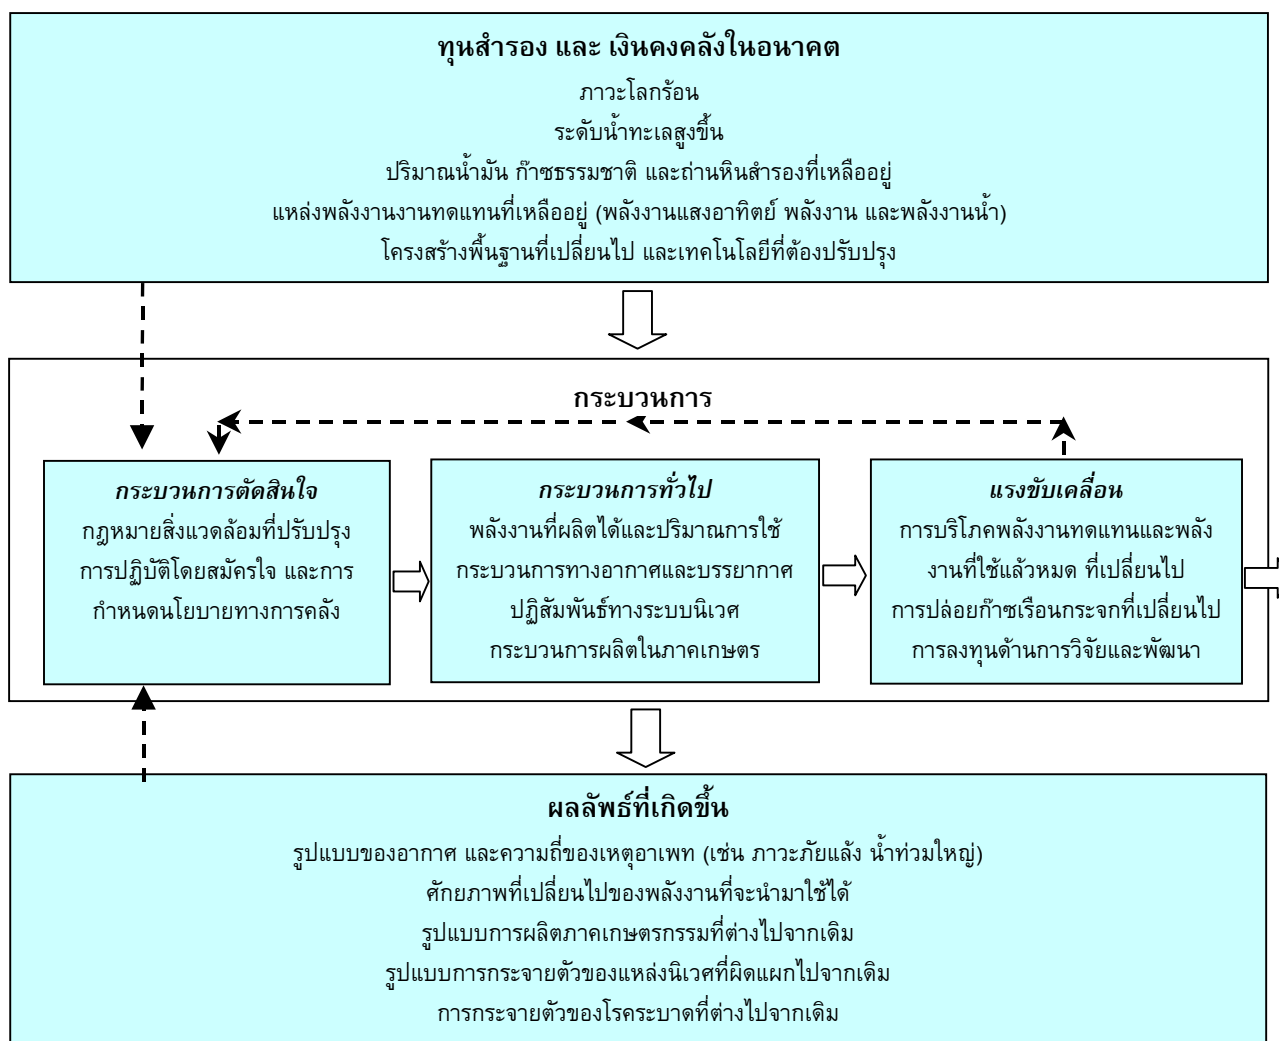 ทุนสำรอง และ เงินคงคลังในอนาคต
ภาวะโลกร้อน
ระดับน้ำทะเลสูงขึ้น
ปริมาณน้ำมัน ก๊าซธรรมชาติ และถ่านหินสำรองที่เหลืออยู่
แหล่งพลังงานงานทดแทนที่เหลืออยู่ (พลังงานแสงอาทิตย์ พลังงาน และพลังงานน้ำ)
โครงสร้างพื้นฐานที่เปลี่ยนไป และเทคโนโลยีที่ต้องปรับปรุง
กระบวนการ
กระบวนการตัดสินใจ
กฎหมายสิ่งแวดล้อมที่ปรับปรุง
การปฏิบัติโดยสมัครใจ และการ
กำหนดนโยบายทางการคลัง
กระบวนการทั่วไป
พลังงานที่ผลิตได้และปริมาณการใช้
กระบวนการทางอากาศและบรรยากาศ
ปฏิสัมพันธ์ทางระบบนิเวศ
กระบวนการผลิตในภาคเกษตร
แรงขับเคลื่อน
การบริโภคพลังงานทดแทนและพลัง
งานที่ใช้แล้วหมด ที่เปลี่ยนไป
การปล่อยก๊าซเรือนกระจกที่เปลี่ยนไป
การลงทุนด้านการวิจัยและพัฒนา
ผลลัพธ์ที่เกิดขึ้น
รูปแบบของอากาศ และความถี่ของเหตุอาเพท (เช่น ภาวะภัยแล้ง น้ำท่วมใหญ่)
ศักยภาพที่เปลี่ยนไปของพลังงานที่จะนำมาใช้ได้
รูปแบบการผลิตภาคเกษตรกรรมที่ต่างไปจากเดิม
รูปแบบการกระจายตัวของแหล่งนิเวศที่ผิดแผกไปจากเดิม
การกระจายตัวของโรคระบาดที่ต่างไปจากเดิม